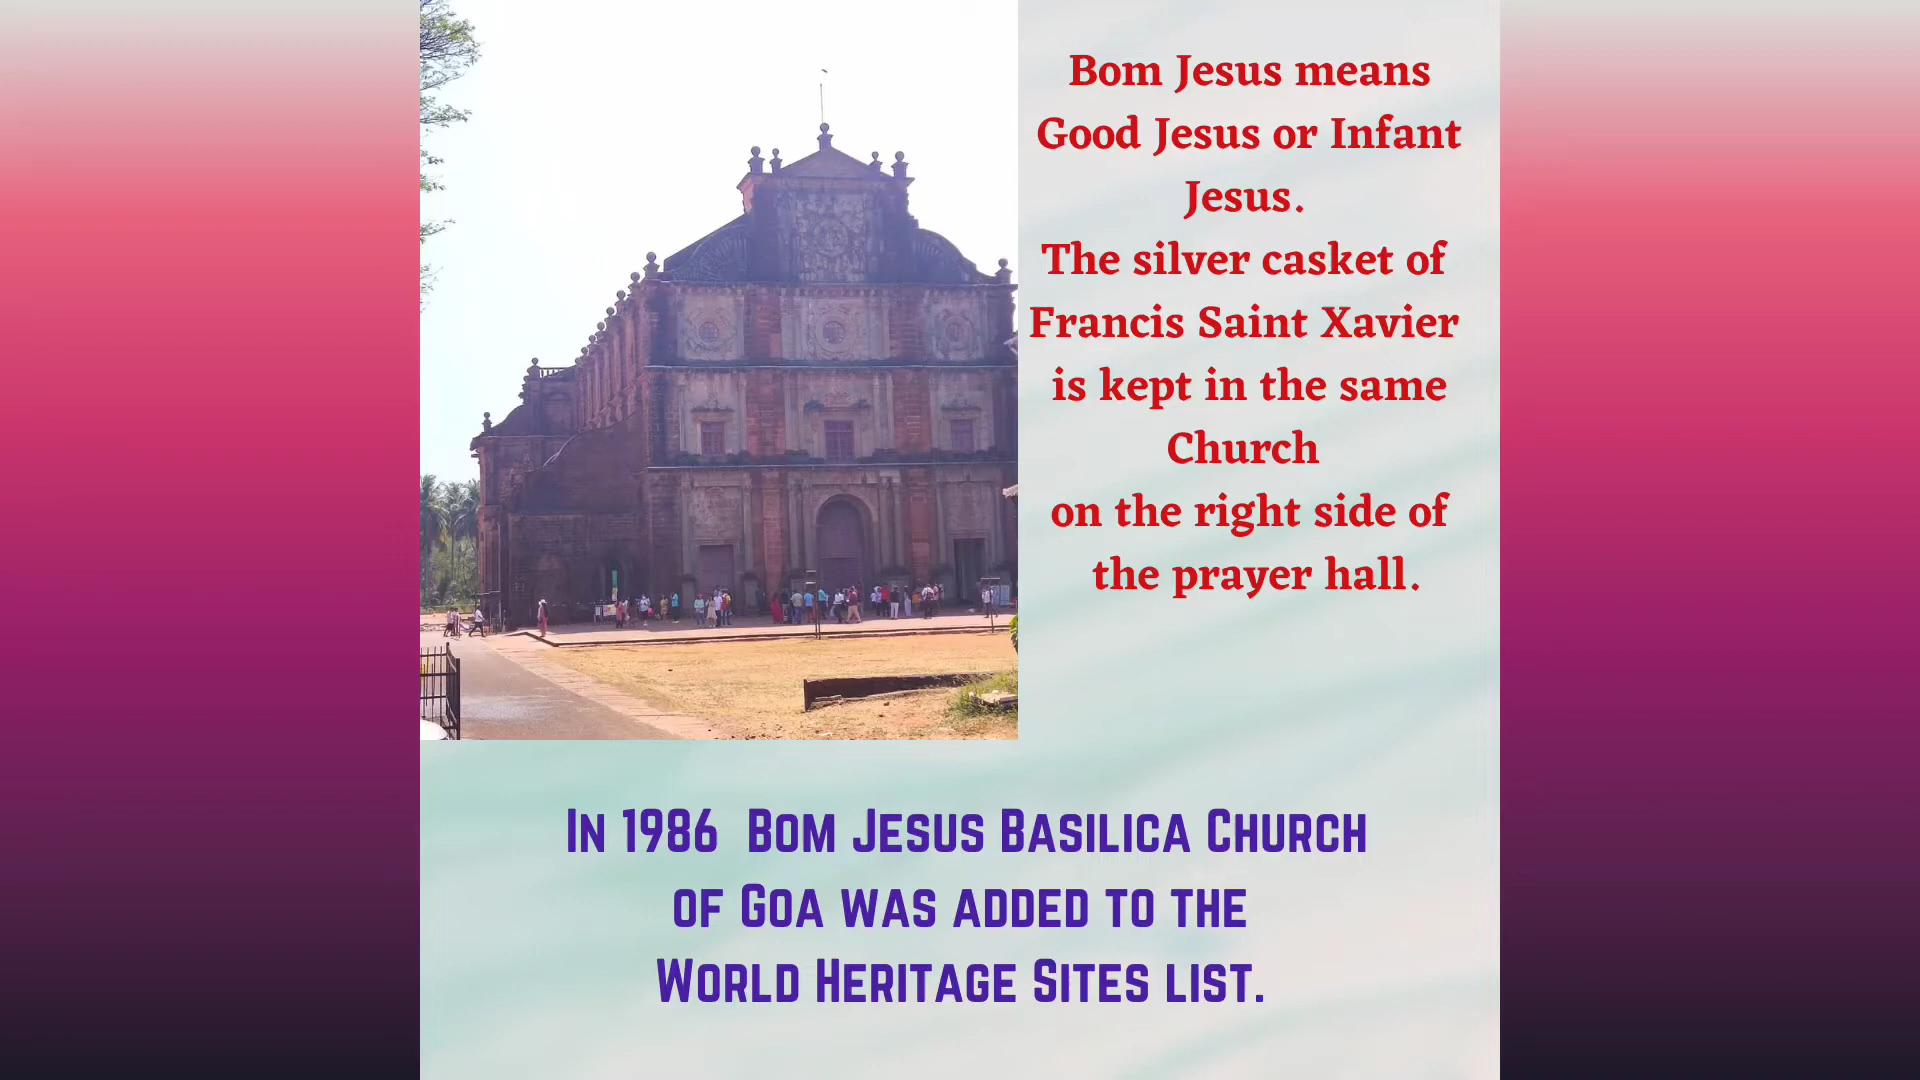 Bom Jesus means
Good Jesus or Infant
Jesus.
The silver casket of
Francis Saint Xavier
is kept in the same
Church
on the right side of
the prayer hall.
In 1986 Bom Jesus Basilica Church
of Goa was added to the
World Heritage Sites list.